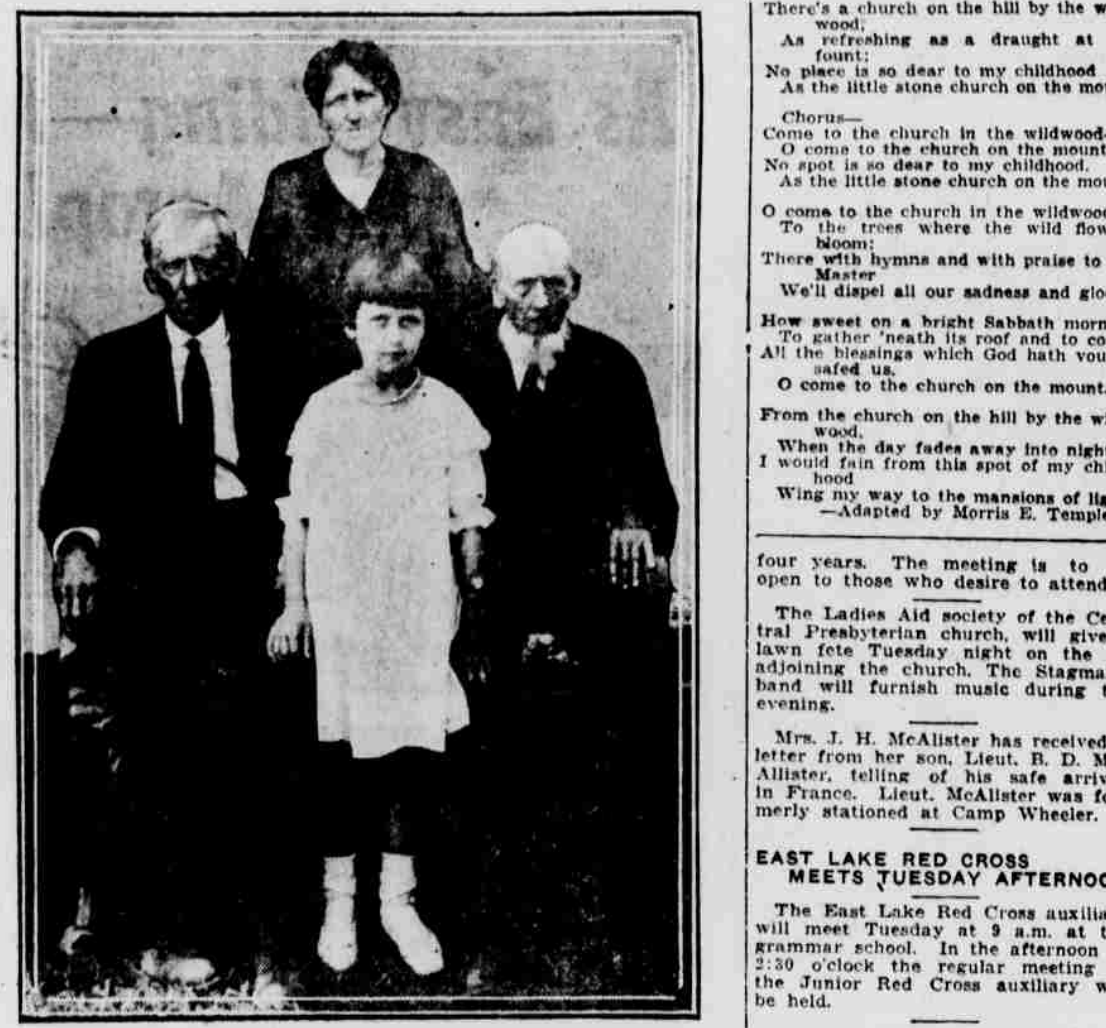 There's a church on the hill by the w
wood,
As refreshing as a draught at
fount;
No place is so dear to my childhood
As the little stone church on the mou
Chorus—
Come to the church in the wildwood
O come to the church on the mount
No spot is so dear to my childhood.
As the little stone church on the mou
O come to the church in the wildwood
To the trees where the wild flow
bloom;
There with hymns and with praise to
Master
We'll dispel all our sadness and gloo
How sweet on a bright Sabbath morn
To gather 'neath its roof and to co
All the blessings which God hath vou
safed us,
O come to the church on the mount.
From the church on the hill by the wi
wood,
When the day fades away into night
I would fain from this spot of my chi
hood
Wing my way to the mansions of lig
—Adapted by Morris E. Temple
four years. The meeting is to
open to those who desire to attend
The Ladies Aid society of the Ce
tral Presbyterian church, will give
lawn fete Tuesday night on the
adjoining the church. The Stagma
band will furnish music during t
evening.
Mrs. J. H. McAlister has received
letter from her son, Lieut. B. D. M
Allister, telling of his safe arriv
in France. Lieut. McAlister was fo
merly stationed at Camp Wheeler.
EAST LAKE RED CROSS
MEETS TUESDAY AFTERNOO
The East Lake Red Cross auxilia
will meet Tuesday at 9 a.m. at t
grammar school. In the afternoon
2:30 o'clock the regular meeting
the Junior Red Cross auxiliary w
be held.